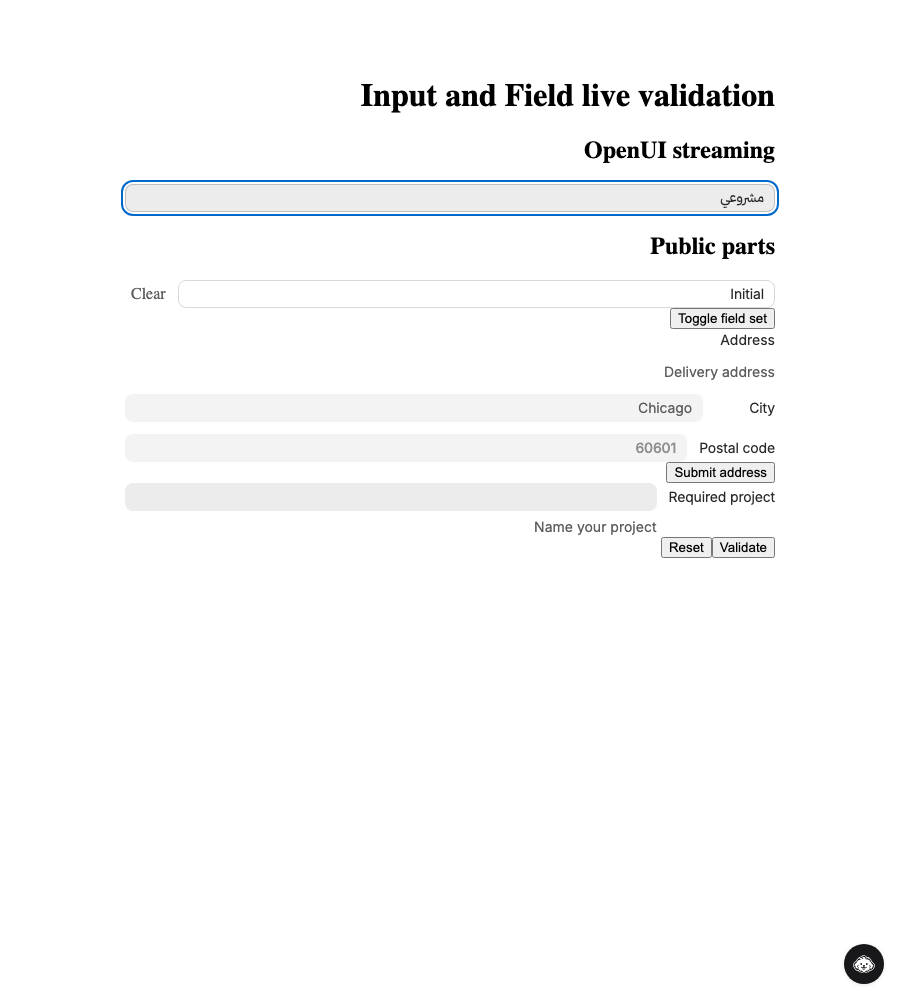 Input and Field live validation
OpenUI streaming
مشروعي
Public parts
Initial
Clear
Toggle field set
Address
Delivery address
City
Chicago
Postal code
60601
Submit address
Required project
Name your project
Validate
Reset